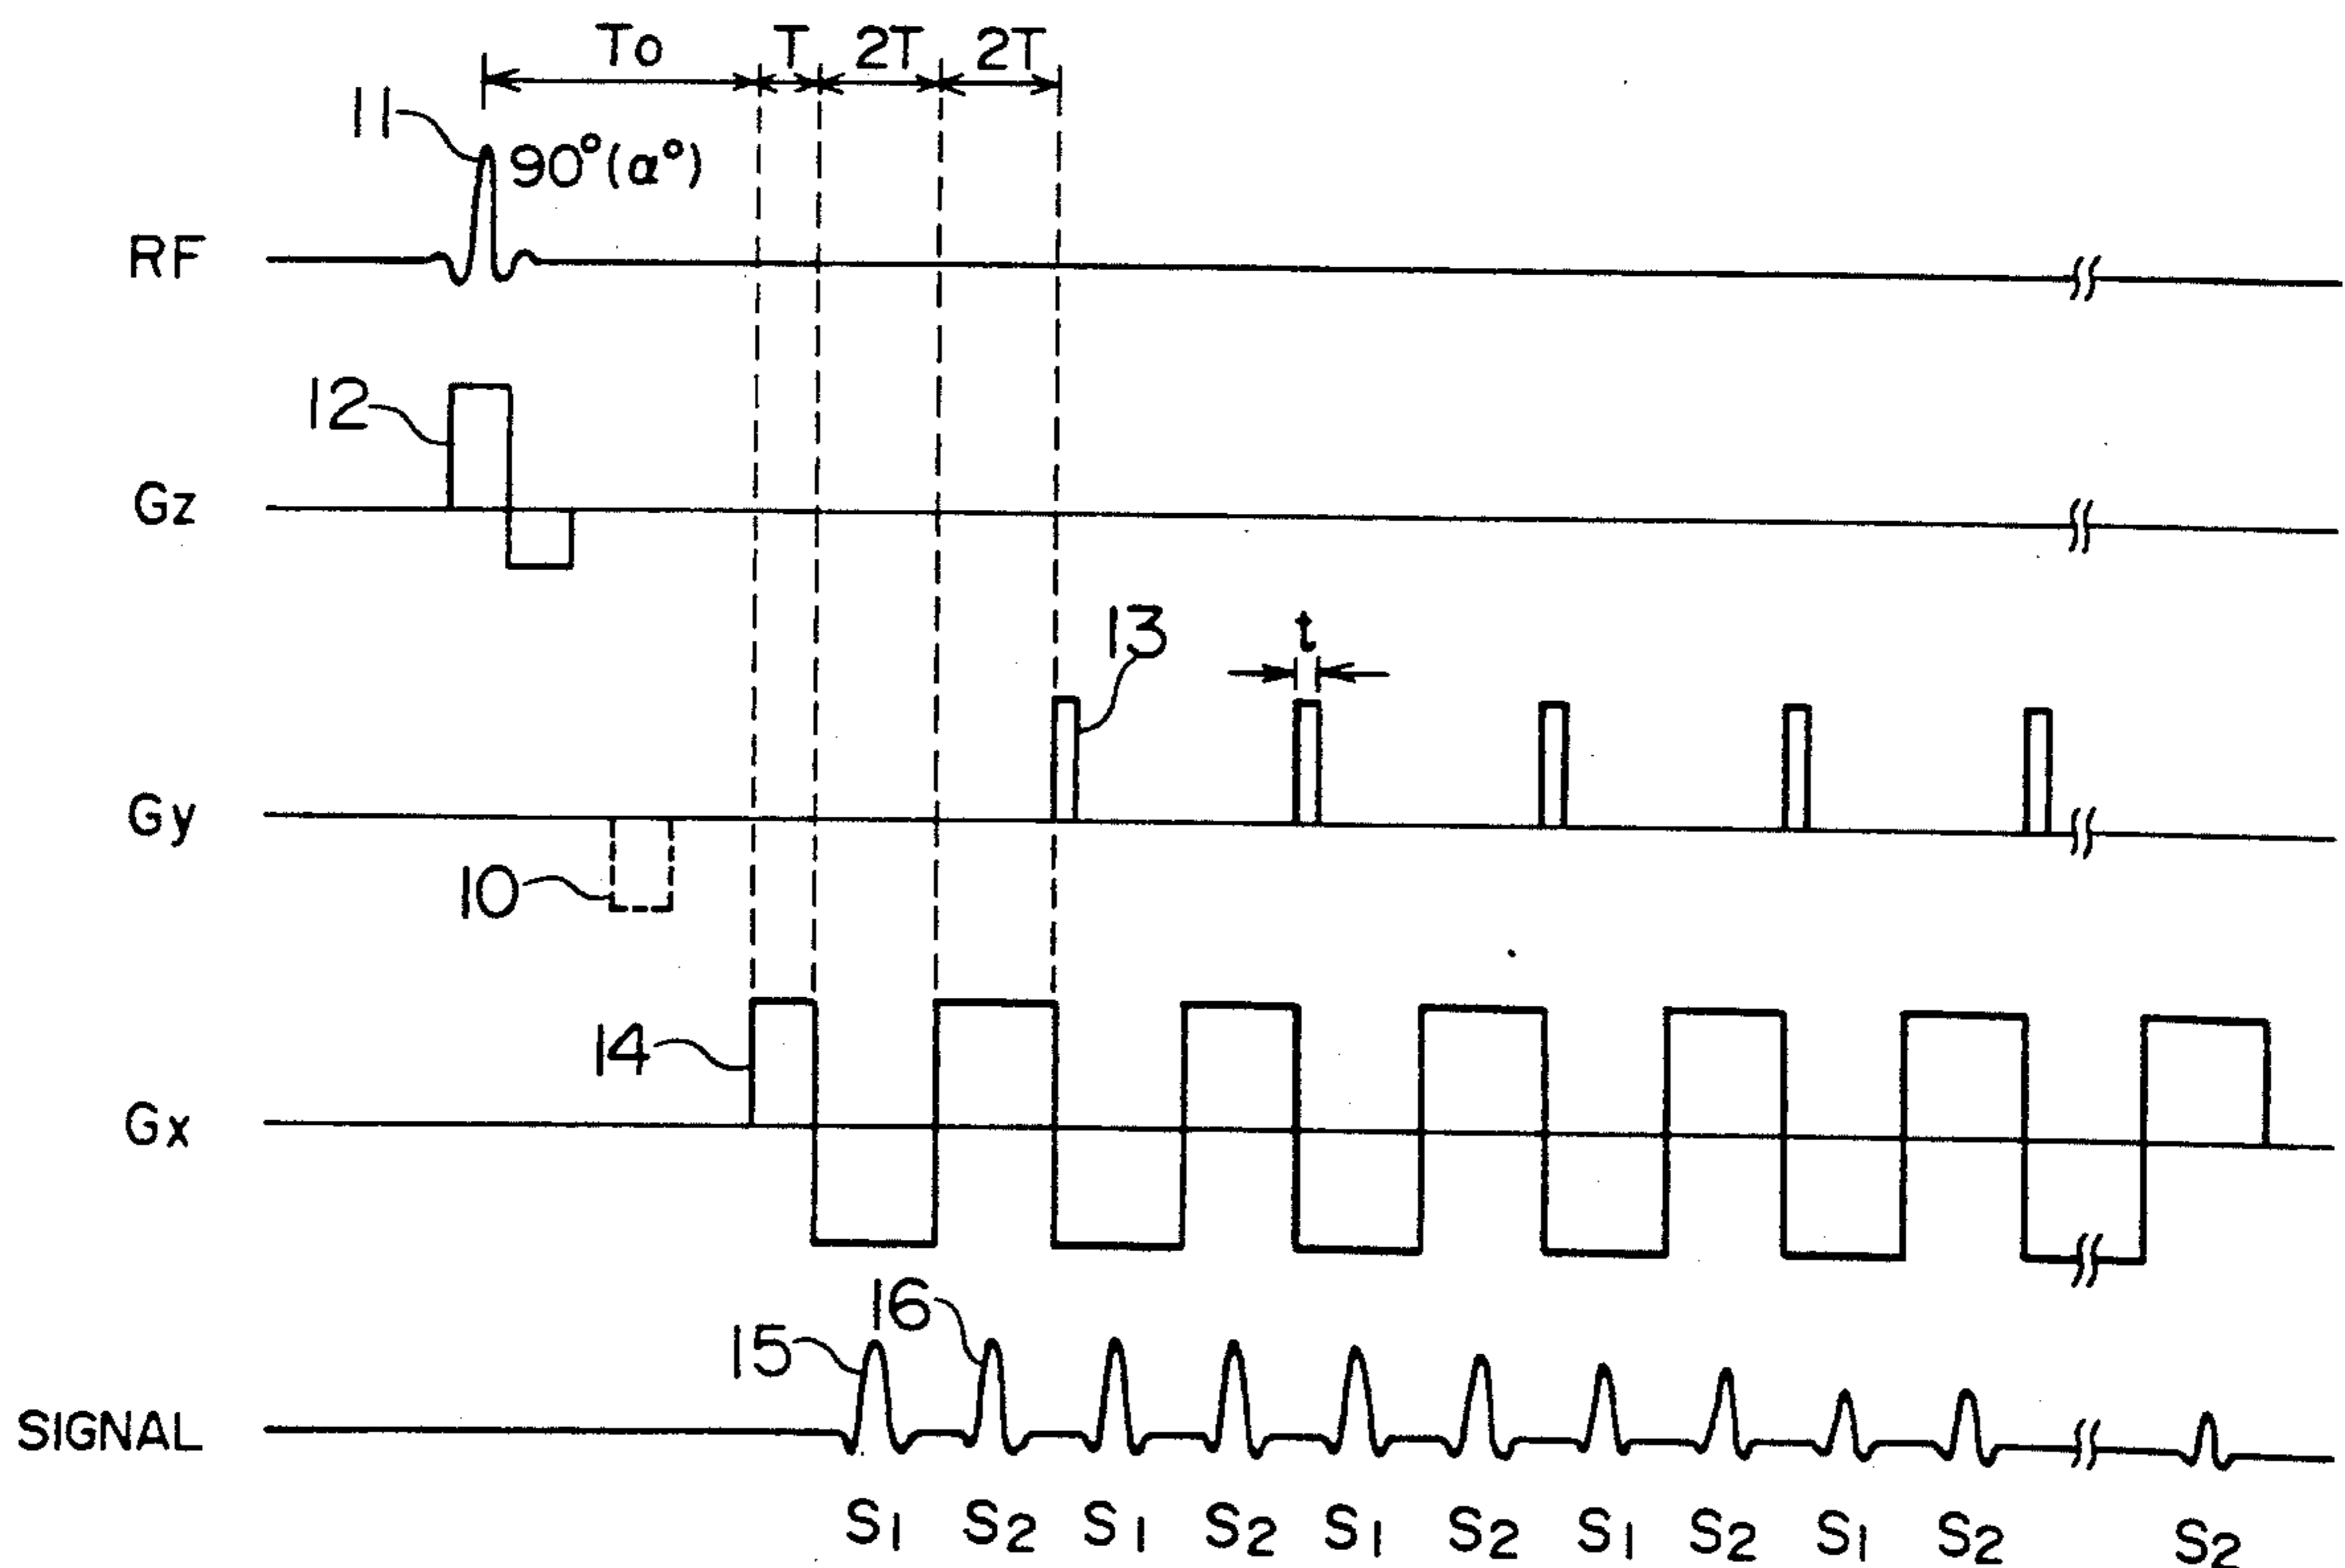 To T 2T 2T
11
90°(α°)
RF
12
Gz
13
t
Gy
10
14
Gx
16
15
SIGNAL
S1 S2 S1 S2 S1 S2 S1 S2 S1 S2 S2